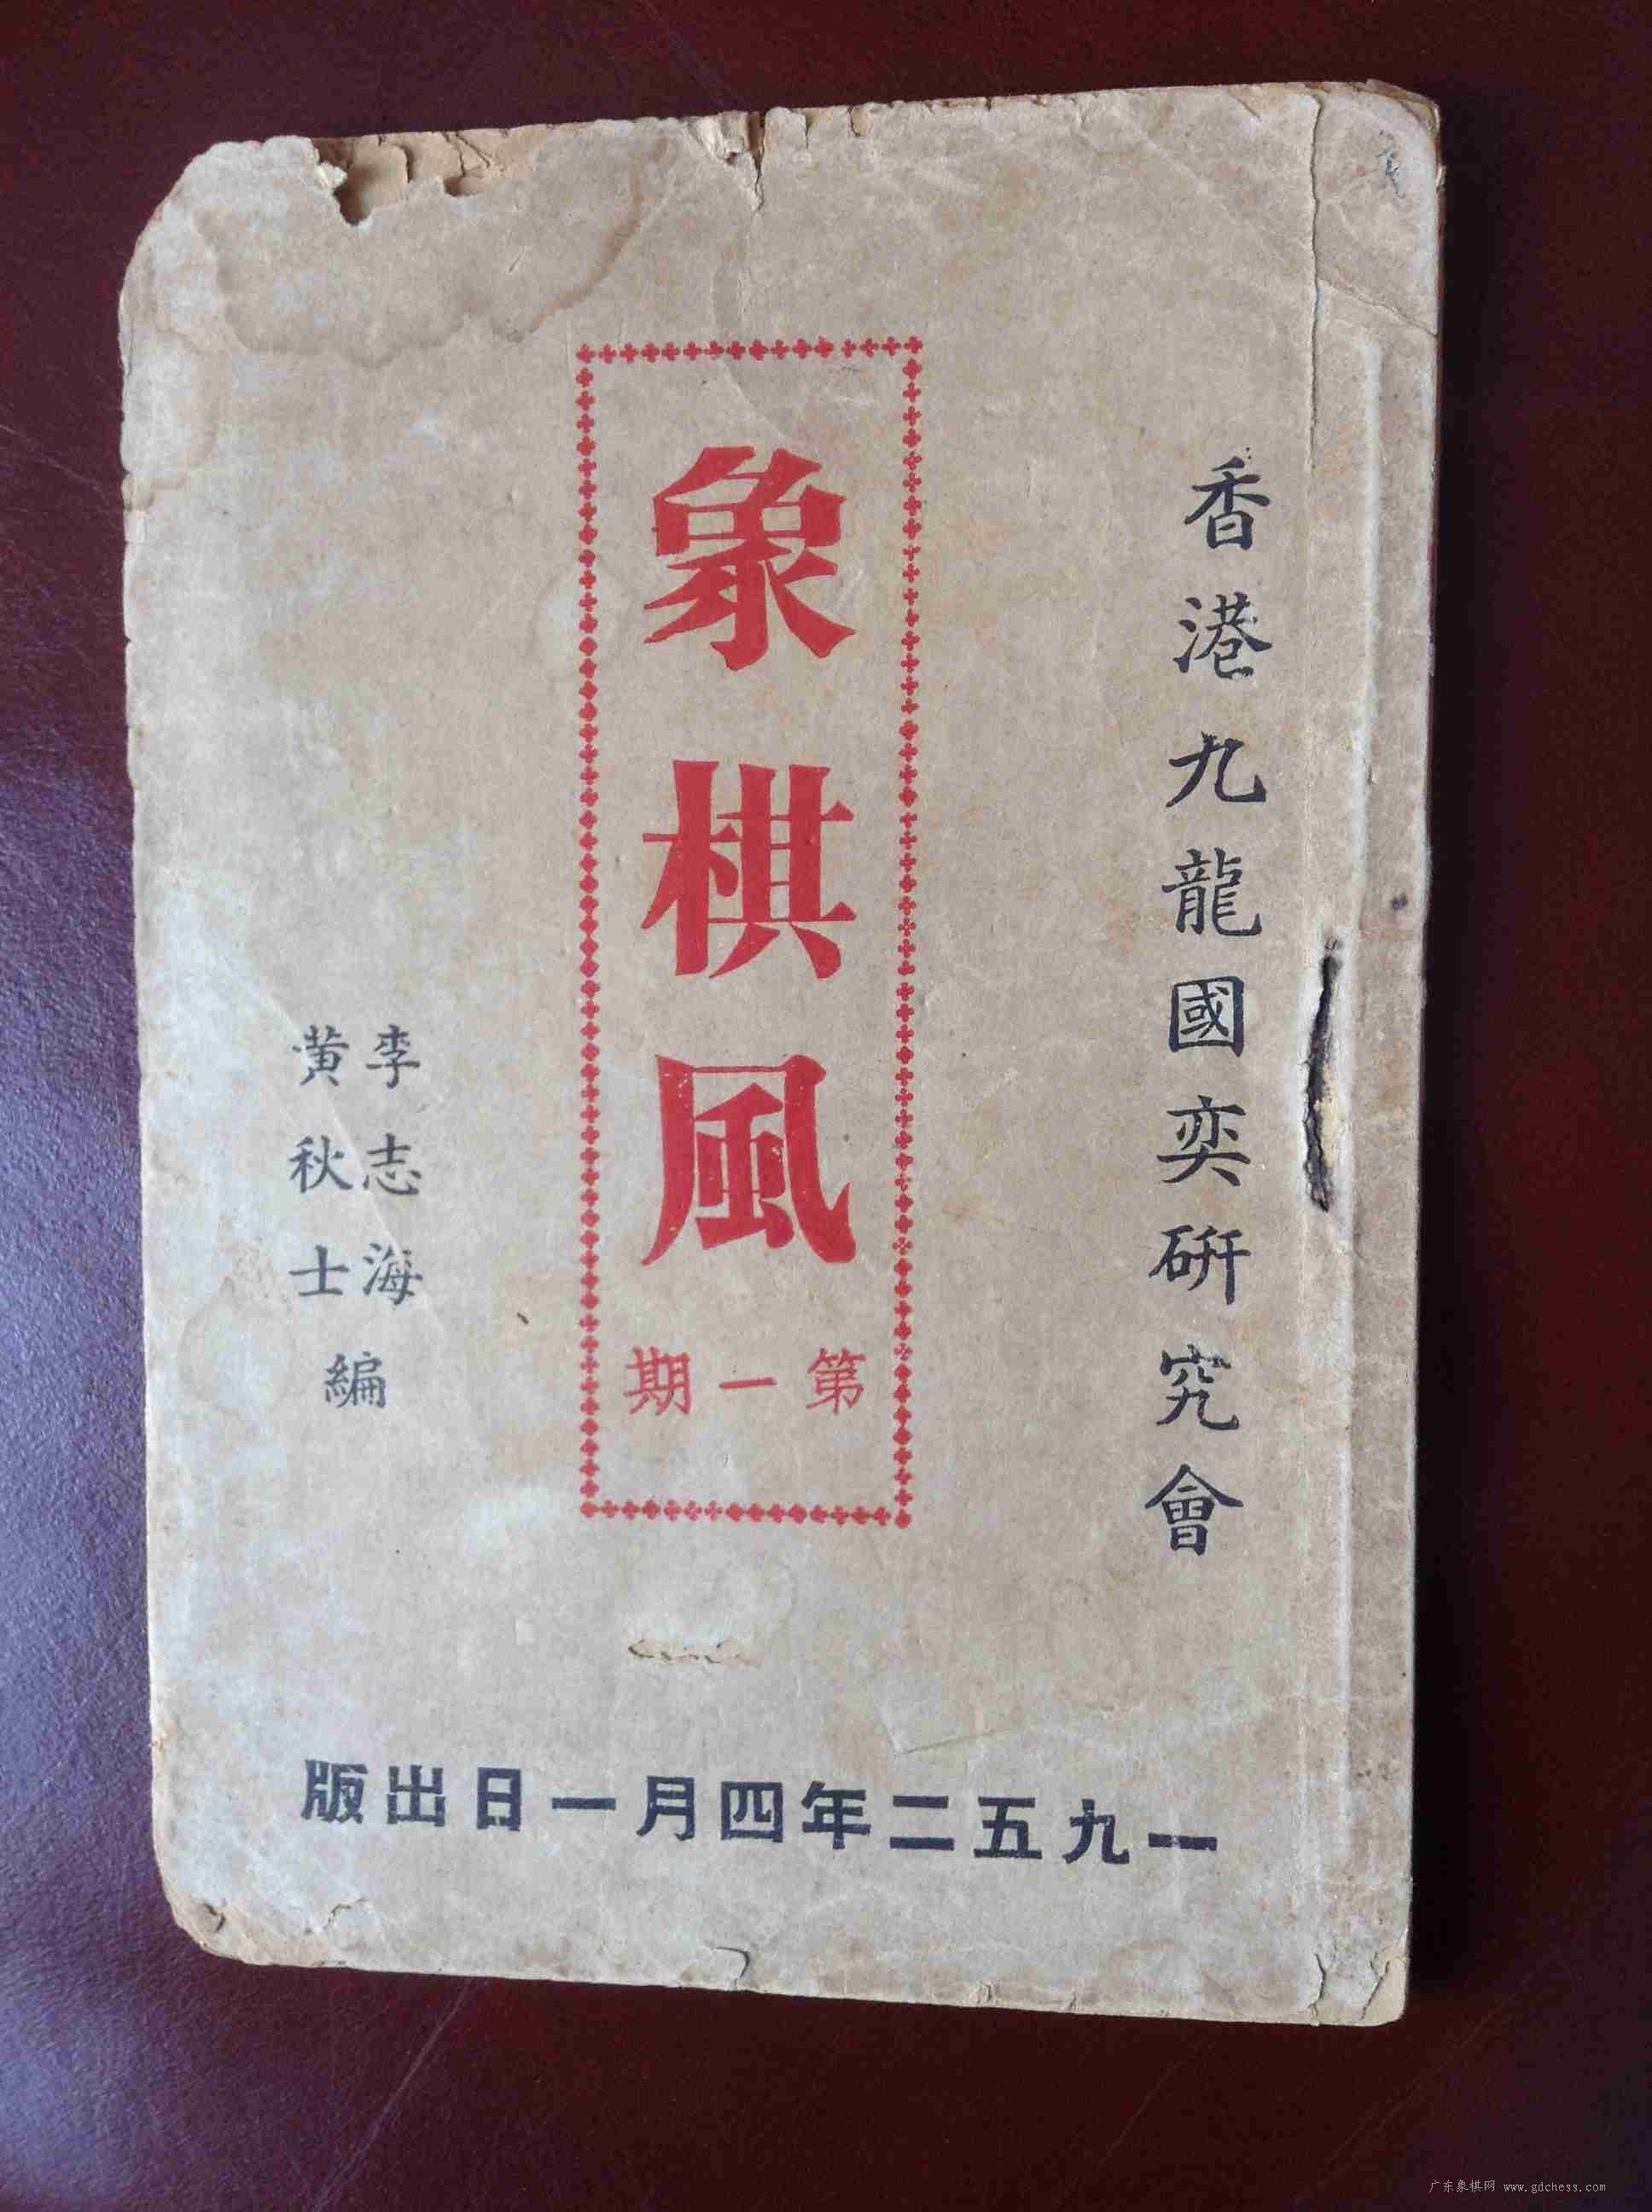 香港九龍國奕研究會
象棋風
第一期
李志海
黄秋士
編
一九五二年四月一日出版
广东象棋网 www.gdchess.com